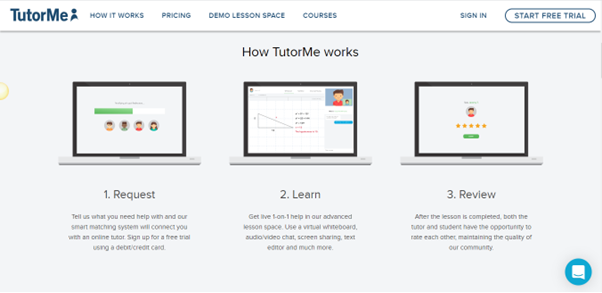 TutorMe
HOW IT WORKS
PRICING
DEMO LESSON SPACE
COURSES
SIGN IN
START FREE TRIAL
How TutorMe works
1. Request
Tell us what you need help with and our
smart matching system will connect you
with an online tutor. Sign up for a free trial
using a debit/credit card.
2. Learn
Get live 1-on-1 help in our advanced
lesson space. Use a virtual whiteboard,
audio/video chat, screen sharing, text
editor and much more.
3. Review
After the lesson is completed, both the
tutor and student have the opportunity to
rate each other, maintaining the quality of
our community.